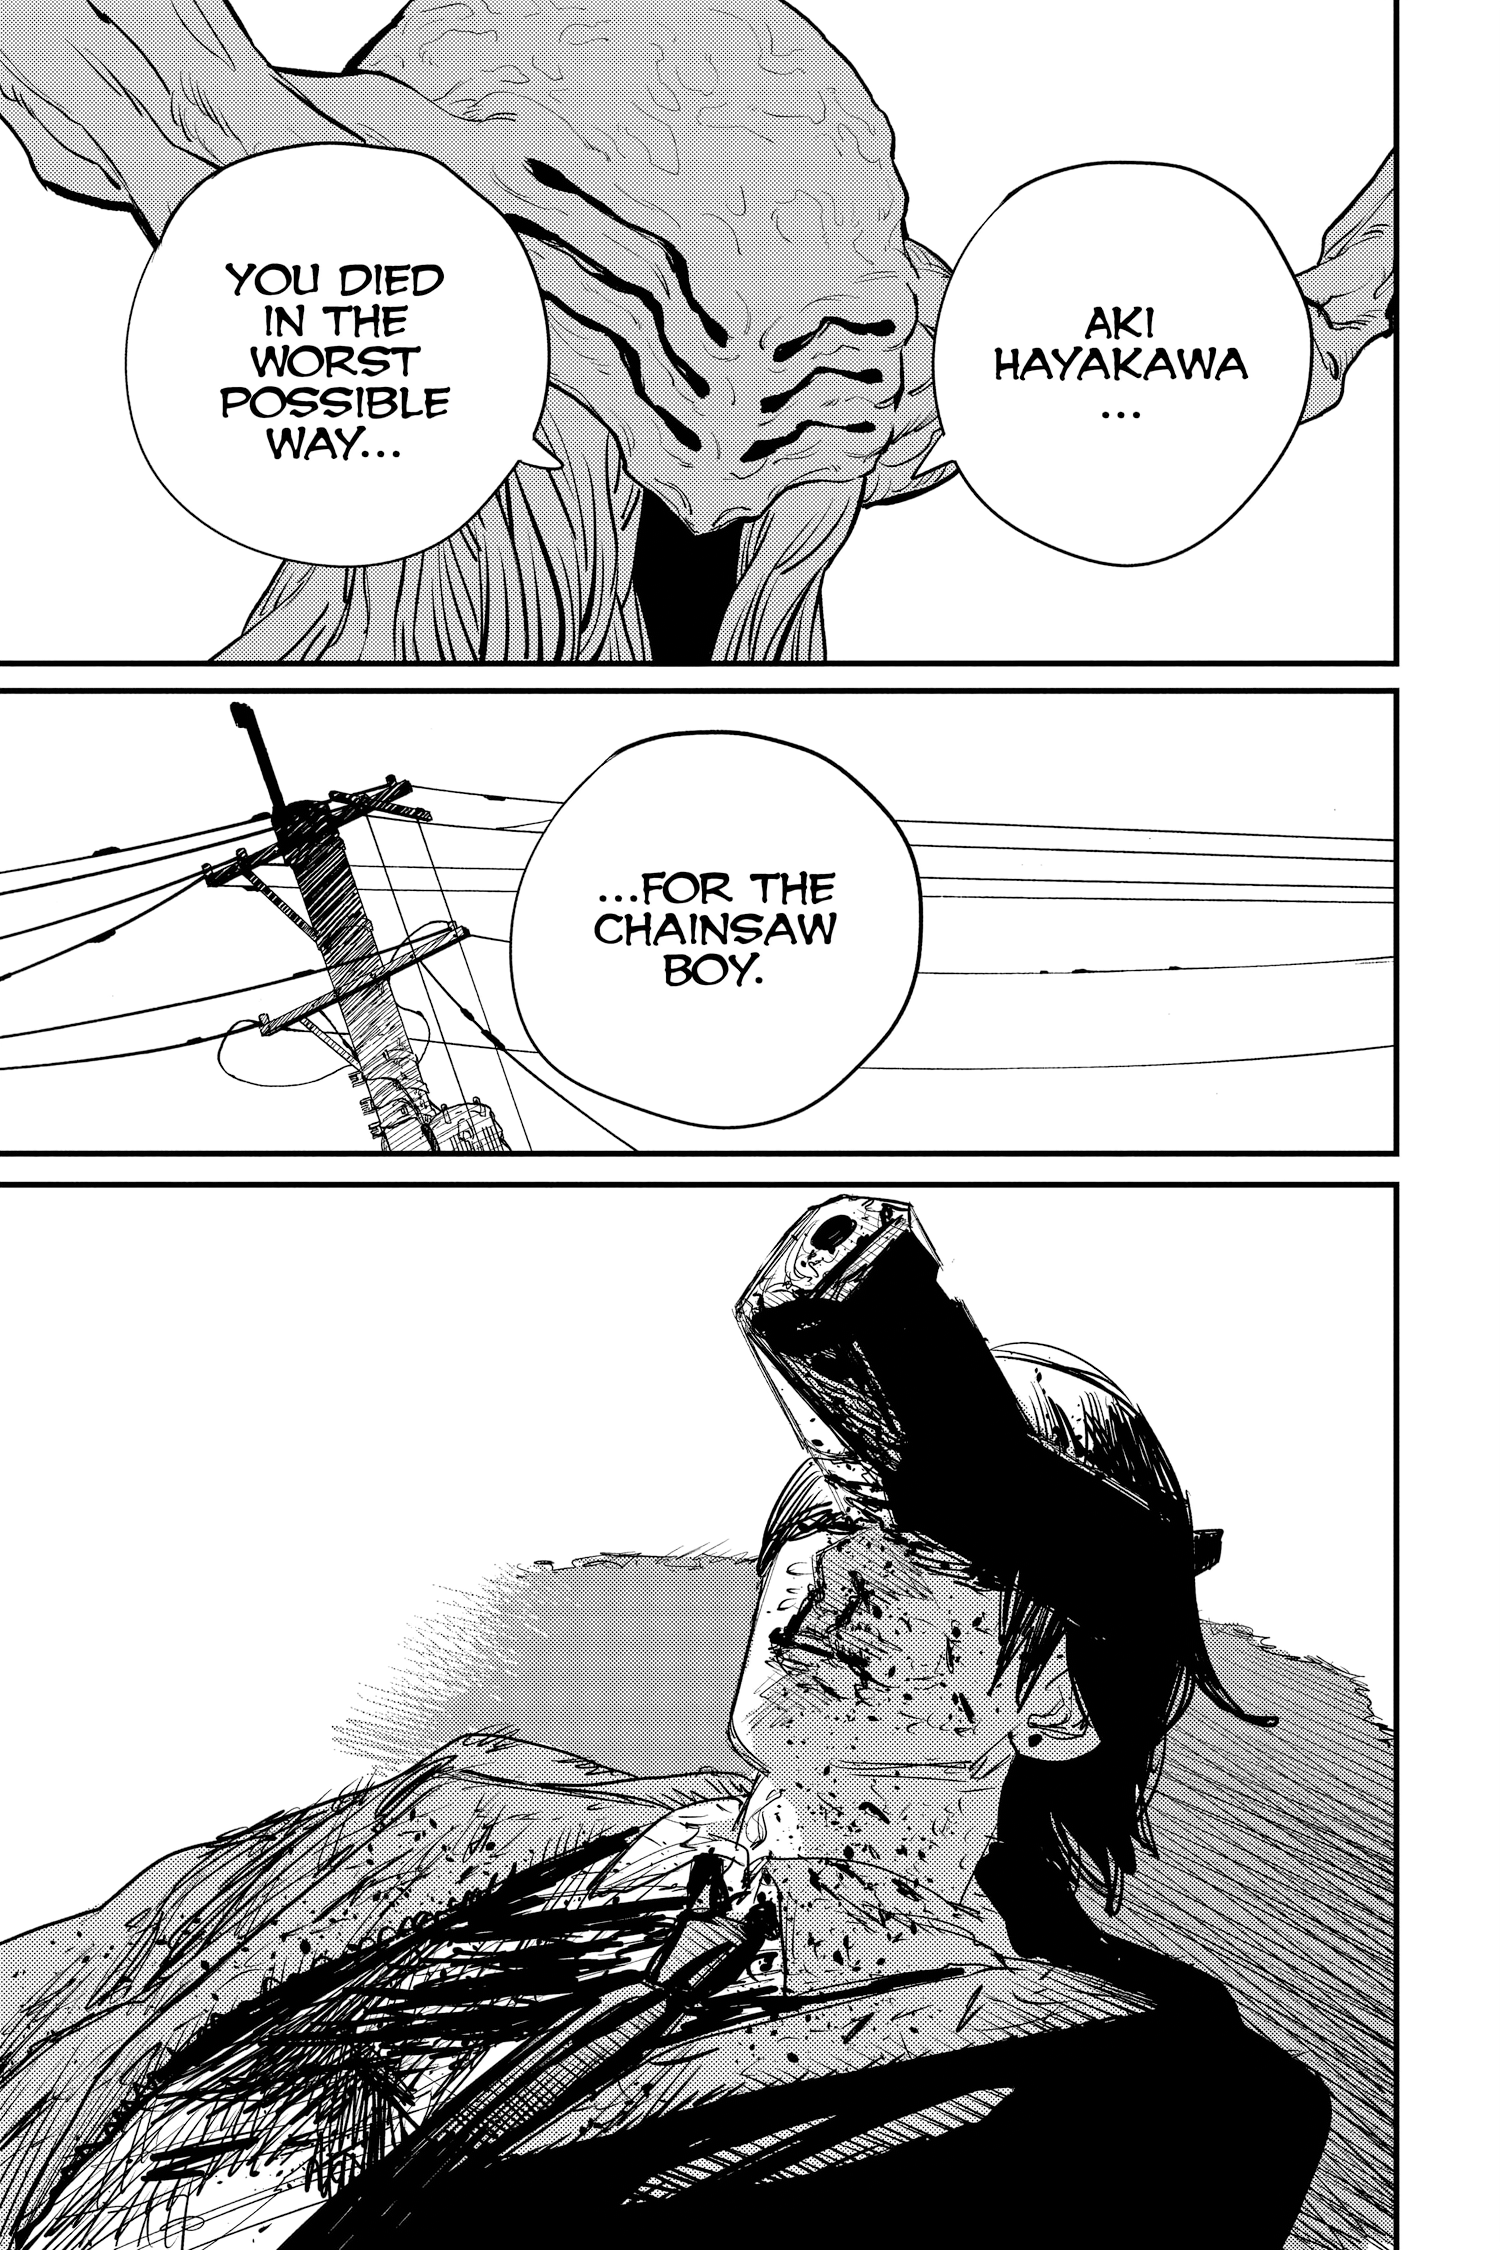 AKI
HAYAKAWA
...
YOU DIED
IN THE
WORST
POSSIBLE
WAY...
...FOR THE
CHAINSAW
BOY.